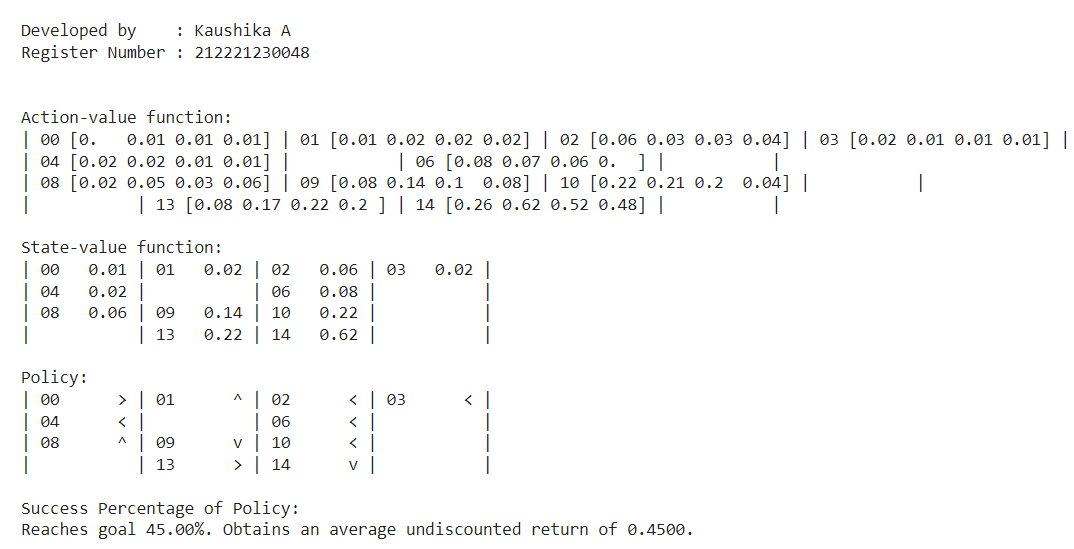 Developed by    : Kaushika A
Register Number : 212221230048
Action-value function:
| 00 [0.   0.01 0.01 0.01] | 01 [0.01 0.02 0.02 0.02] | 02 [0.06 0.03 0.03 0.04] | 03 [0.02 0.01 0.01 0.01] |
| 04 [0.02 0.02 0.01 0.01] |           | 06 [0.08 0.07 0.06 0.  ] |           |
| 08 [0.02 0.05 0.03 0.06] | 09 [0.08 0.14 0.1  0.08] | 10 [0.22 0.21 0.2  0.04] |           |
|           | 13 [0.08 0.17 0.22 0.2 ] | 14 [0.26 0.62 0.52 0.48] |           |
State-value function:
| 00   0.01 | 01   0.02 | 02   0.06 | 03   0.02 |
| 04   0.02 |           | 06   0.08 |           |
| 08   0.06 | 09   0.14 | 10   0.22 |           |
|           | 13   0.22 | 14   0.62 |           |
Policy:
| 00      > | 01      ^ | 02      < | 03      < |
| 04      < |           | 06      < |           |
| 08      ^ | 09      v | 10      < |           |
|           | 13      > | 14      v |           |
Success Percentage of Policy:
Reaches goal 45.00%. Obtains an average undiscounted return of 0.4500.